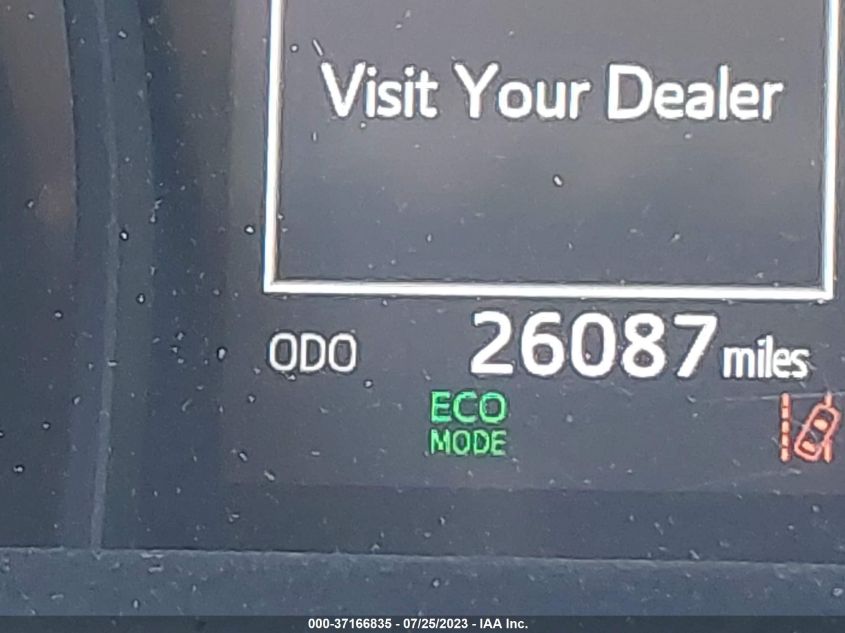 Visit Your Dealer
ODO 26087 miles
ECO
MODE
000-37166835 - 07/25/2023 - IAA Inc.